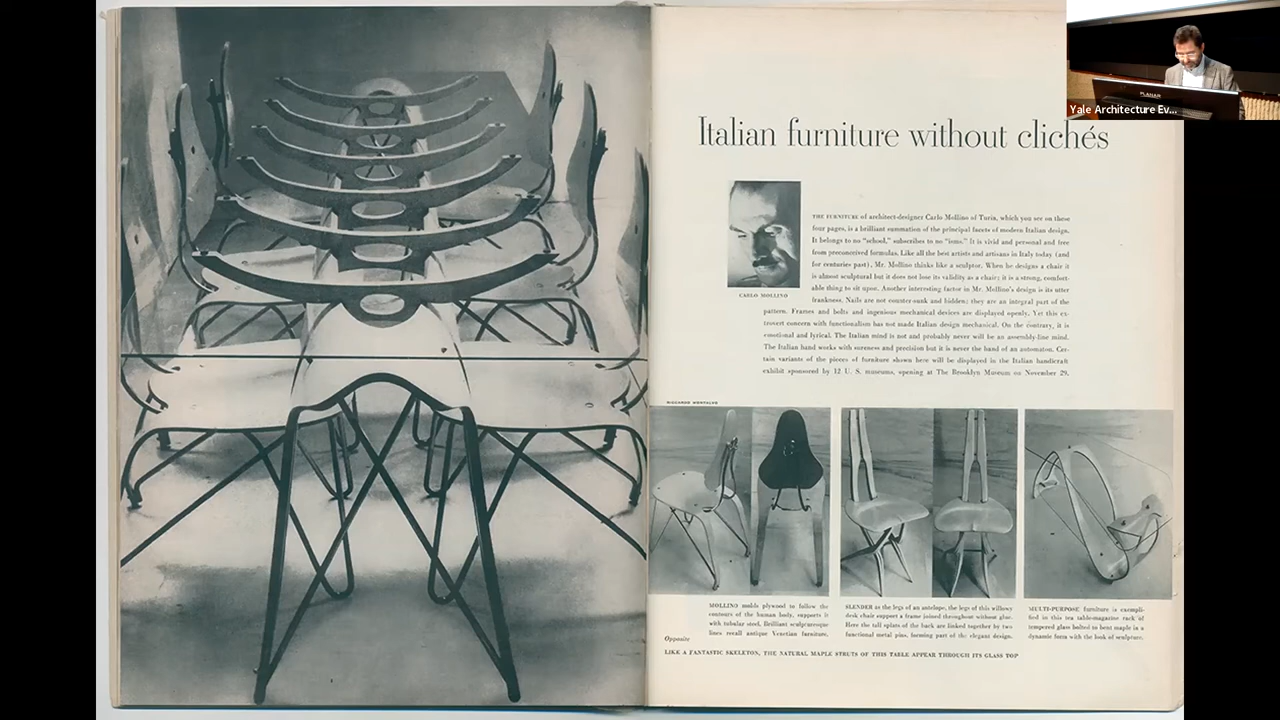 PLANAR
Yale Architecture Ev...
Italian furniture without clichés
THE FURNITURE of architect-designer Carlo Mollino of Turin, which you see on these
four pages, is a brilliant summation of the principal facets of modern Italian design.
It belongs to no "school," subscribes to no "isms." It is vivid and personal and free
from preconceived formulas. Like all the best artists and artisans in Italy today (and
for centuries past), Mr. Mollino thinks like a sculptor. When he designs a chair it
is almost sculptural but it does not lose its validity as a chair; it is a strong, comfort-
able thing to sit upon. Another interesting factor in Mr. Mollino's design is its utter
frankness. Nails are not counter-sunk and hidden; they are an integral part of the
pattern. Frames and bolts and ingenious mechanical devices are displayed openly. Yet this ex-
trovert concern with functionalism has not made Italian design mechanical. On the contrary, it is
emotional and lyrical. The Italian mind is not and probably never will be an assembly-line mind.
The Italian hand works with sureness and precision but it is never the hand of an automaton. Cer-
tain variants of the pieces of furniture shown here will be displayed in the Italian handicraft
exhibit sponsored by 12 U. S. museums, opening at The Brooklyn Museum on November 29.
CARLO MOLLINO
RICCARDO MONCALVO
MOLLINO molds plywood to follow the
contours of the human body, supports it
with tubular steel. Brilliant sculpturesque
lines recall antique Venetian furniture.
SLENDER as the legs of an antelope, the legs of this willowy
desk chair support a frame joined throughout without glue.
Here the tall splats of the back are linked together by two
functional metal pins, forming part of the elegant design.
MULTI-PURPOSE furniture is exempli-
fied in this tea table-magazine rack of
tempered glass bolted to bent maple in a
dynamic form with the look of sculpture.
Opposite
LIKE A FANTASTIC SKELETON, THE NATURAL MAPLE STRUTS OF THIS TABLE APPEAR THROUGH ITS GLASS TOP